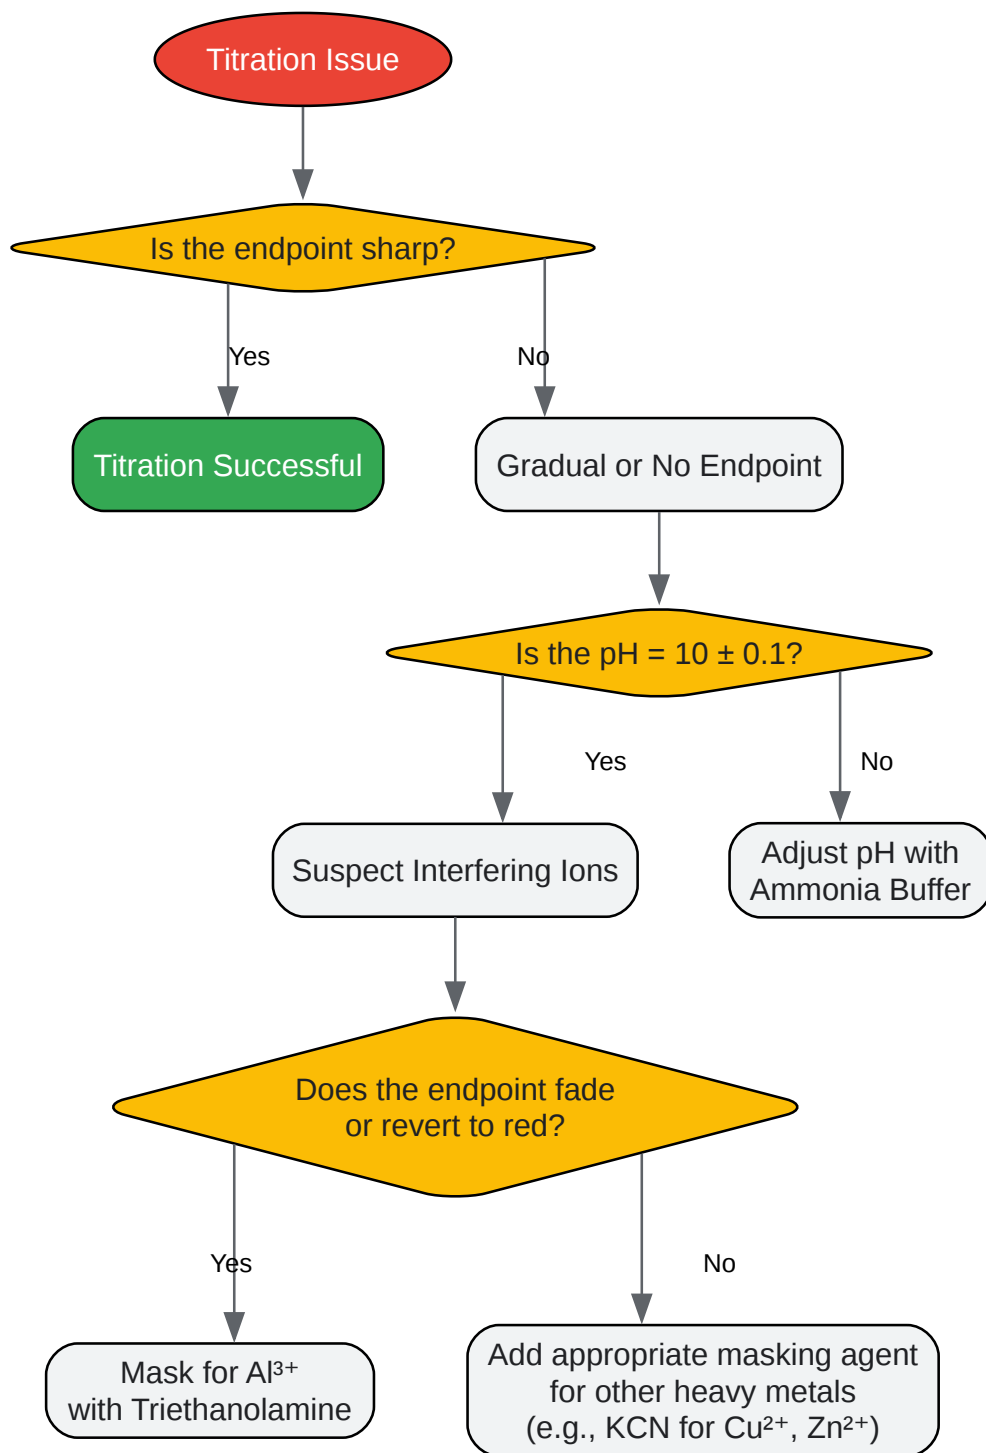 Titration Issue
Is the endpoint sharp?
Yes
No
Titration Successful
Gradual or No Endpoint
Is the pH = 10 ± 0.1?
Yes
No
Suspect Interfering Ions
Adjust pH with
Ammonia Buffer
Does the endpoint fade
or revert to red?
Yes
No
Mask for Al³⁺
with Triethanolamine
Add appropriate masking agent
for other heavy metals
(e.g., KCN for Cu²⁺, Zn²⁺)